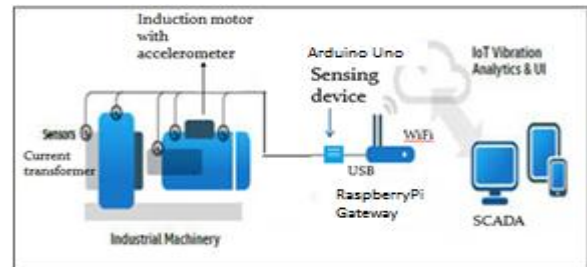 Induction motor
with
accelerometer
Arduino Uno
Sensing
device
IoT Vibration
Analytics & UI
Sensors
Current
transformer
WiFi
USB
RaspberryPi
Gateway
SCADA
Industrial Machinery